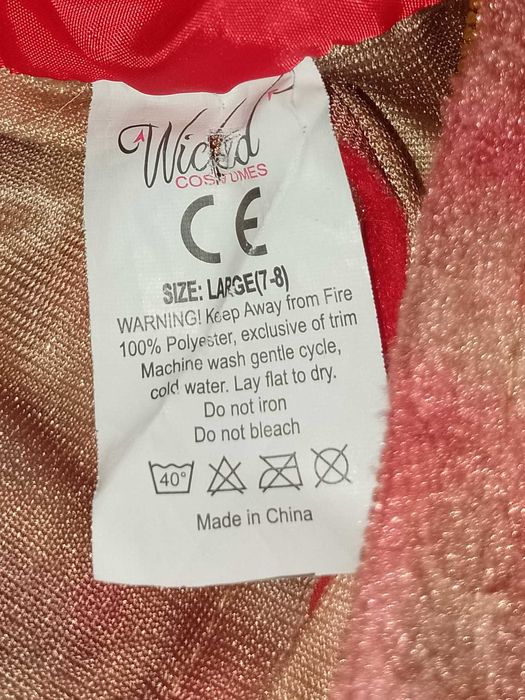 Wicked
COSTUMES
CE
SIZE: LARGE(7-8)
WARNING! Keep Away from Fire
100% Polyester, exclusive of trim
Machine wash gentle cycle,
cold water. Lay flat to dry.
Do not iron
Do not bleach
40°
Made in China